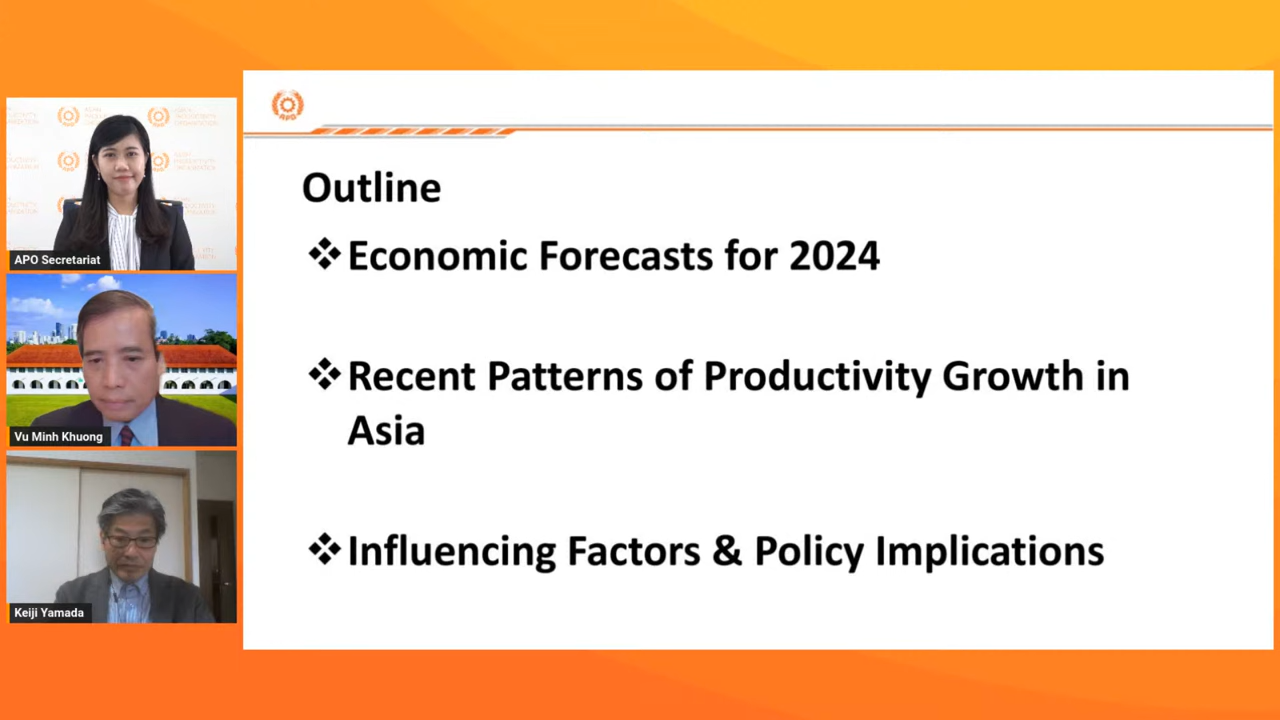 APO
Outline
❖Economic Forecasts for 2024
❖Recent Patterns of Productivity Growth in
Asia
❖Influencing Factors & Policy Implications
APO Secretariat
Vu Minh Khuong
Keiji Yamada